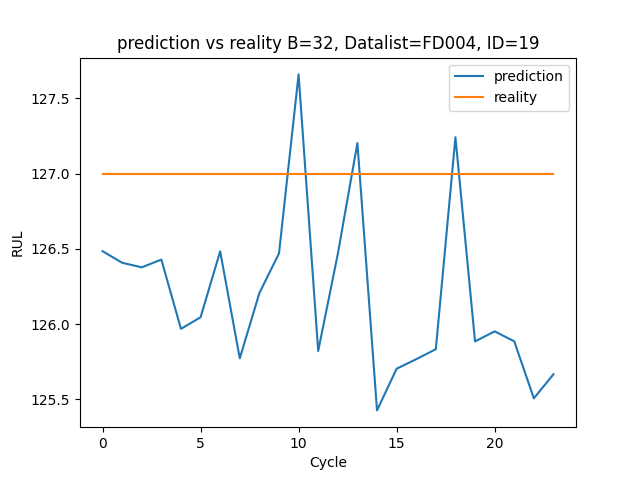 prediction vs reality B=32, Datalist=FD004, ID=19
prediction
reality
127.5
127.0
126.5
126.0
125.5
RUL
0 5 10 15 20
Cycle